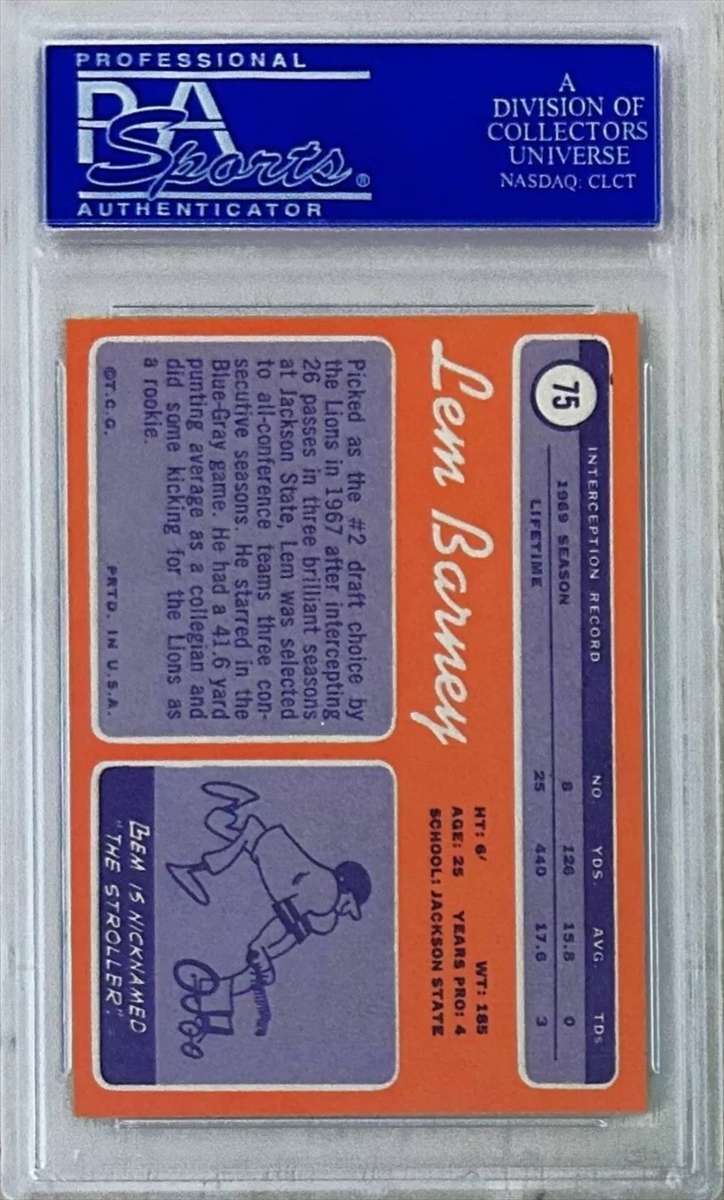 PROFESSIONAL
PSA
Sports®
AUTHENTICATOR
A
DIVISION OF
COLLECTORS
UNIVERSE
NASDAQ: CLCT
75
INTERCEPTION RECORD NO. YDS. AVG. TDs
1969 SEASON 8 126 15.8 0
LIFETIME 25 440 17.6 3
Lem Barney
HT: 6' WT: 185
AGE: 25 YEARS PRO: 4
SCHOOL: JACKSON STATE
Picked as the #2 draft choice by
the Lions in 1967 after intercepting
26 passes in three brilliant seasons
at Jackson State, Lem was selected
to all-conference teams three con-
secutive seasons. He starred in the
Blue-Gray game. He had a 41.6 yard
punting average as a collegian and
did some kicking for the Lions as
a rookie.
©T.C.G. PRTD. IN U.S.A.
LEM IS NICKNAMED
"THE STROLLER."